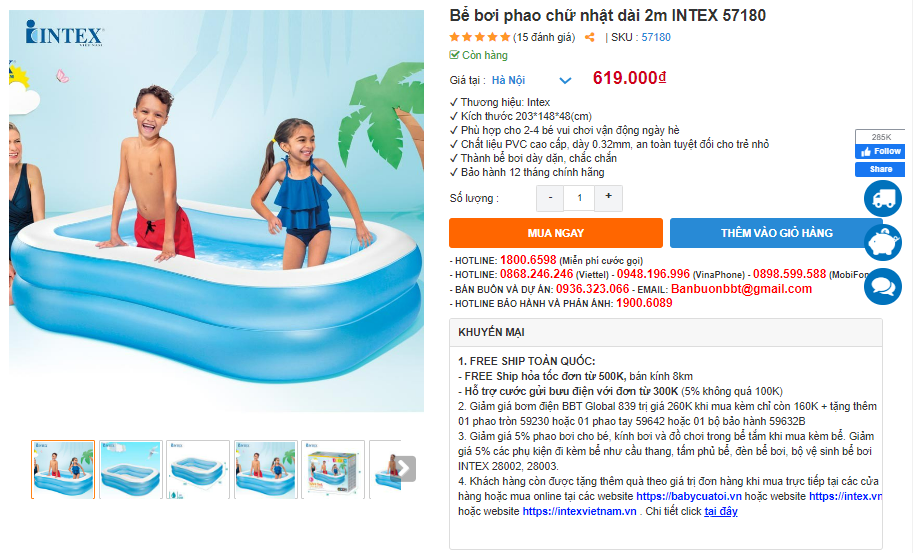 INTEX
VIỆT NAM
Bể bơi phao chữ nhật dài 2m INTEX 57180
(15 đánh giá) | SKU : 57180
Còn hàng
Giá tại : Hà Nội 619.000₫
✓ Thương hiệu: Intex
✓ Kích thước 203*148*48(cm)
✓ Phù hợp cho 2-4 bé vui chơi vận động ngày hè
✓ Chất liệu PVC cao cấp, dày 0.32mm, an toàn tuyệt đối cho trẻ nhỏ
✓ Thành bể bơi dày dặn, chắc chắn
✓ Bảo hành 12 tháng chính hãng
285K
Follow
Share
Số lượng : - 1 +
MUA NGAY
THÊM VÀO GIỎ HÀNG
- HOTLINE: 1800.6598 (Miễn phí cước gọi)
- HOTLINE: 0868.246.246 (Viettel) - 0948.196.996 (VinaPhone) - 0898.599.588 (MobiFon
- BÁN BUÔN VÀ DỰ ÁN: 0936.323.066 - EMAIL: Banbuonbbt@gmail.com
- HOTLINE BẢO HÀNH VÀ PHẢN ÁNH: 1900.6089
KHUYẾN MẠI
1. FREE SHIP TOÀN QUỐC:
- FREE Ship hỏa tốc đơn từ 500K, bán kính 8km
- Hỗ trợ cước gửi bưu điện với đơn từ 300K (5% không quá 100K)
2. Giảm giá bơm điện BBT Global 839 trị giá 260K khi mua kèm chỉ còn 160K + tặng thêm
01 phao tròn 59230 hoặc 01 phao tay 59642 hoặc 01 bộ bảo hành 59632B
3. Giảm giá 5% phao bơi cho bé, kính bơi và đồ chơi trong bể tắm khi mua kèm bể. Giảm
giá 5% các phụ kiện đi kèm bể như cầu thang, tấm phủ bể, đèn bể bơi, bộ vệ sinh bể bơi
INTEX 28002, 28003.
4. Khách hàng còn được tặng thêm quà theo giá trị đơn hàng khi mua trực tiếp tại các cửa
hàng hoặc mua online tại các website https://babycuatoi.vn hoặc website https://intex.vn
hoặc website https://intexvietnam.vn . Chi tiết click tại đây